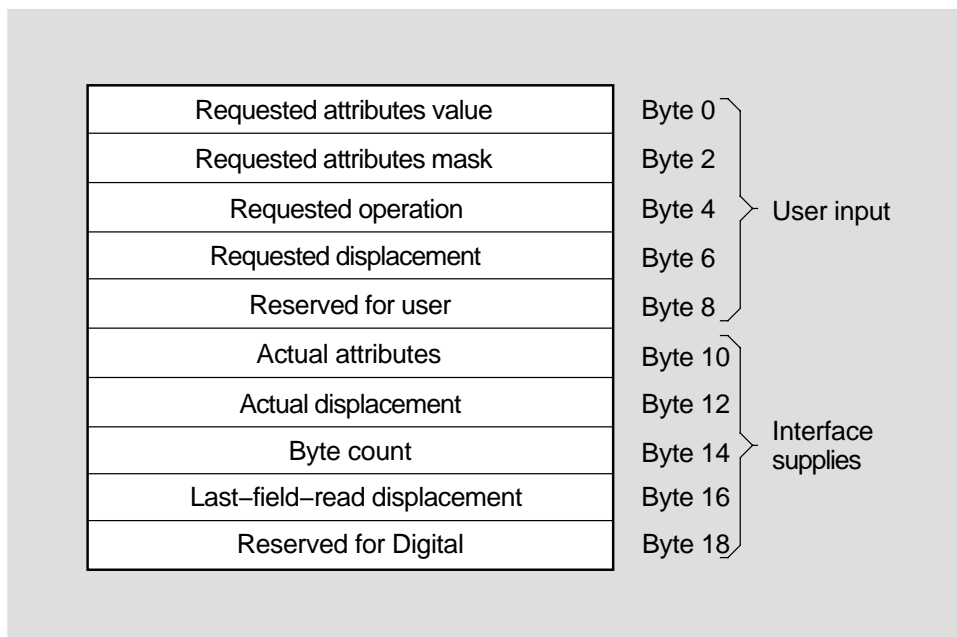 Requested attributes value Byte 0
Requested attributes mask Byte 2
Requested operation Byte 4 User input
Requested displacement Byte 6
Reserved for user Byte 8
Actual attributes Byte 10
Actual displacement Byte 12
Interface
Byte count Byte 14
supplies
Last−field−read displacement Byte 16
Reserved for Digital Byte 18